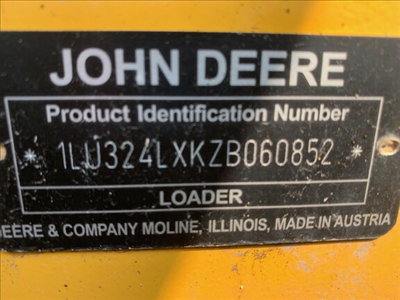 JOHN DEERE
Product Identification Number
* 1LU324LXKZB060852 *
LOADER
DEERE & COMPANY MOLINE, ILLINOIS, MADE IN AUSTRIA